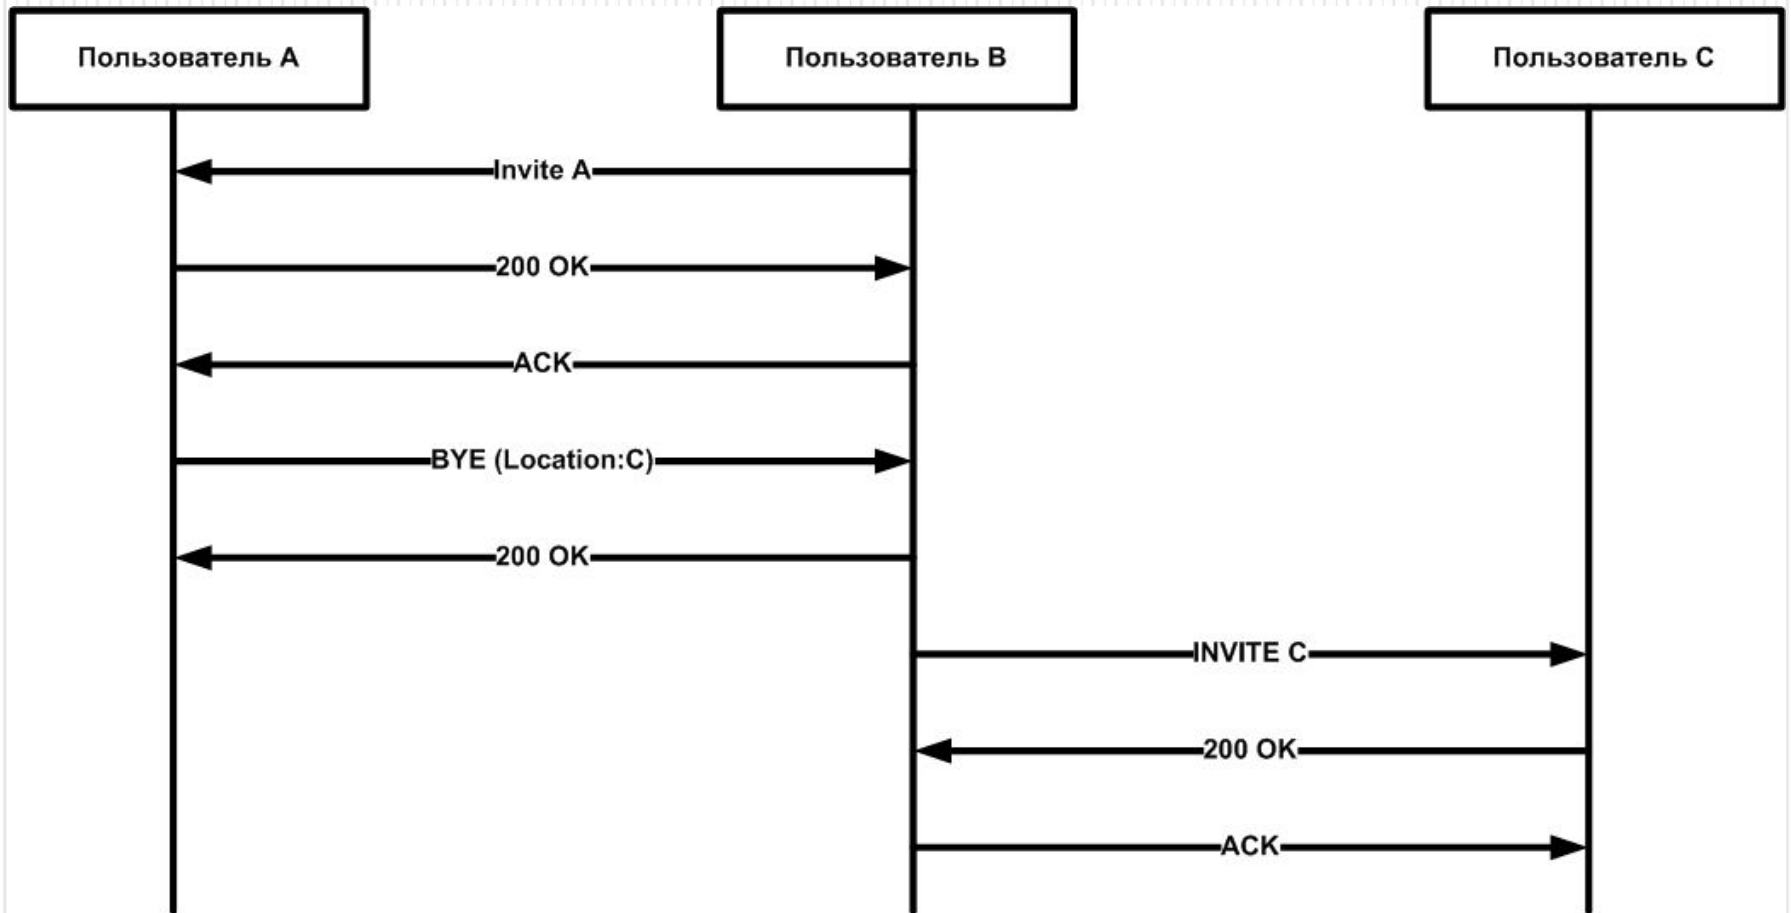 Пользователь A
Пользователь B
Пользователь C
Invite A
200 OK
ACK
BYE (Location:C)
200 OK
INVITE C
200 OK
ACK